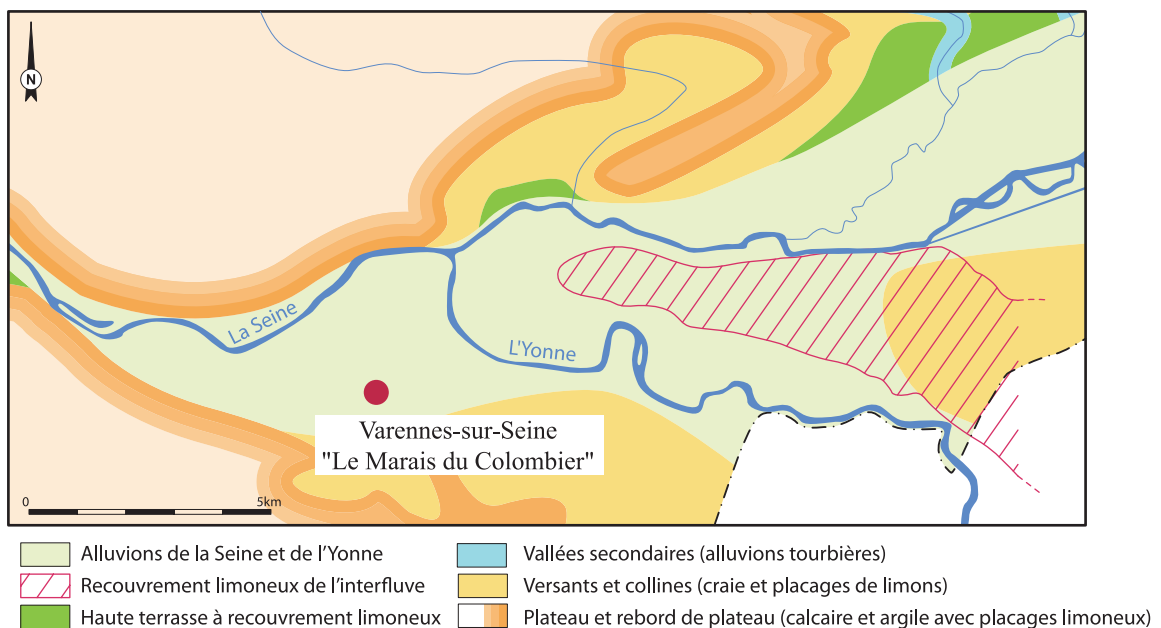 N
La Seine
L'Yonne
Varennes-sur-Seine
"Le Marais du Colombier"
0
5km
Alluvions de la Seine et de l'Yonne
Recouvrement limoneux de l'interfluve
Haute terrasse à recouvrement limoneux
Vallées secondaires (alluvions tourbières)
Versants et collines (craie et placages de limons)
Plateau et rebord de plateau (calcaire et argile avec placages limoneux)